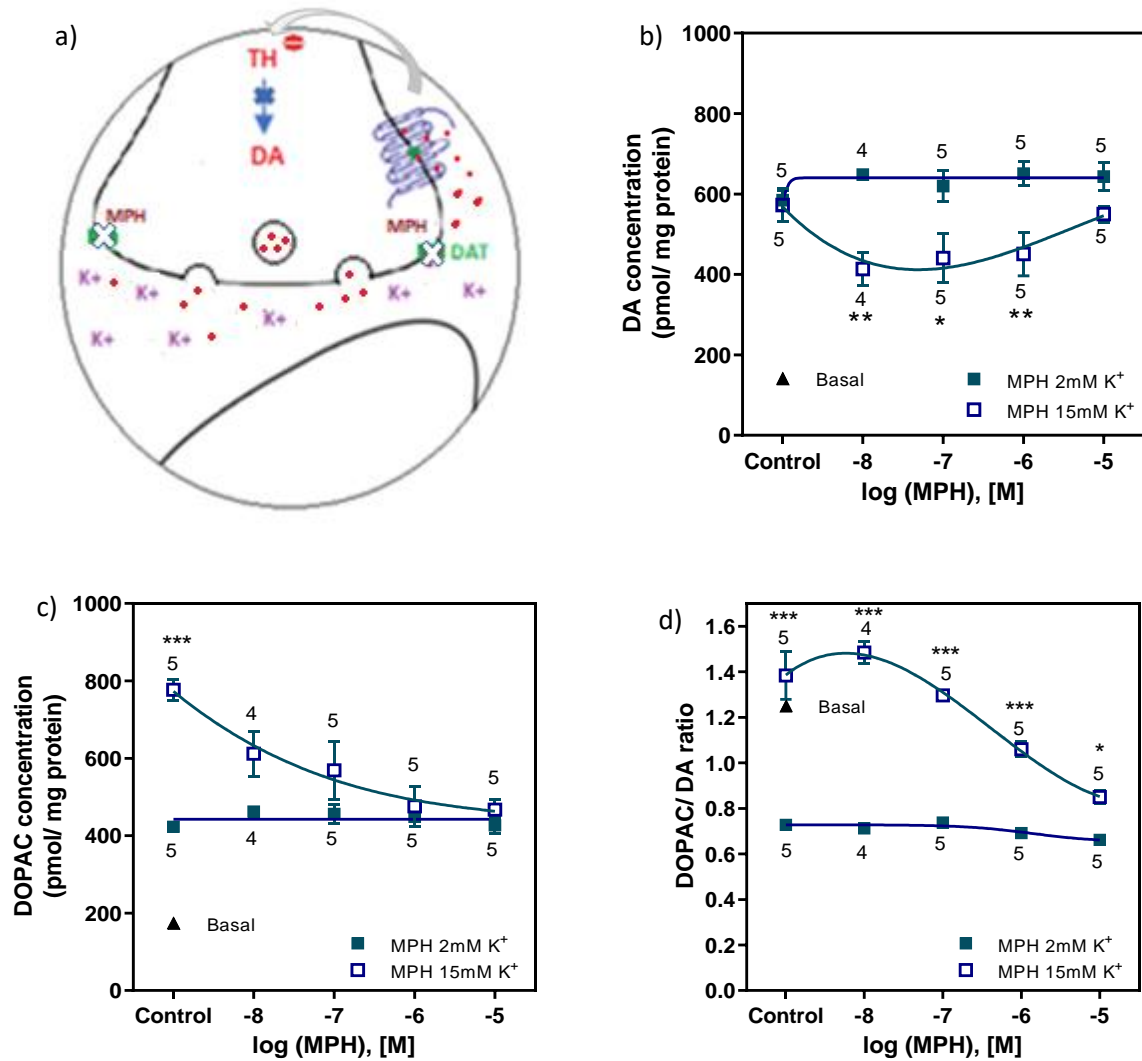 a)
TH
DA
MPH
MPH
DAT
K+
K+
K+
K+
K+
K+
K+
b)
DA concentration
(pmol/ mg protein)
1000
800
600
400
200
0
5
4
5
5
5
5
4
5
5
5
**
*
**
Basal
MPH 2mM K⁺
MPH 15mM K⁺
Control
-8
-7
-6
-5
log (MPH), [M]
c)
DOPAC concentration
(pmol/ mg protein)
1000
800
600
400
200
0
***
5
4
5
5
5
5
4
5
5
5
Basal
MPH 2mM K⁺
MPH 15mM K⁺
Control
-8
-7
-6
-5
log (MPH), [M]
d)
DOPAC/ DA ratio
1.6
1.4
1.2
1.0
0.8
0.6
0.4
0.2
0.0
***
5
***
4
***
5
***
5
*
5
Basal
5
4
5
5
5
MPH 2mM K⁺
MPH 15mM K⁺
Control
-8
-7
-6
-5
log (MPH), [M]